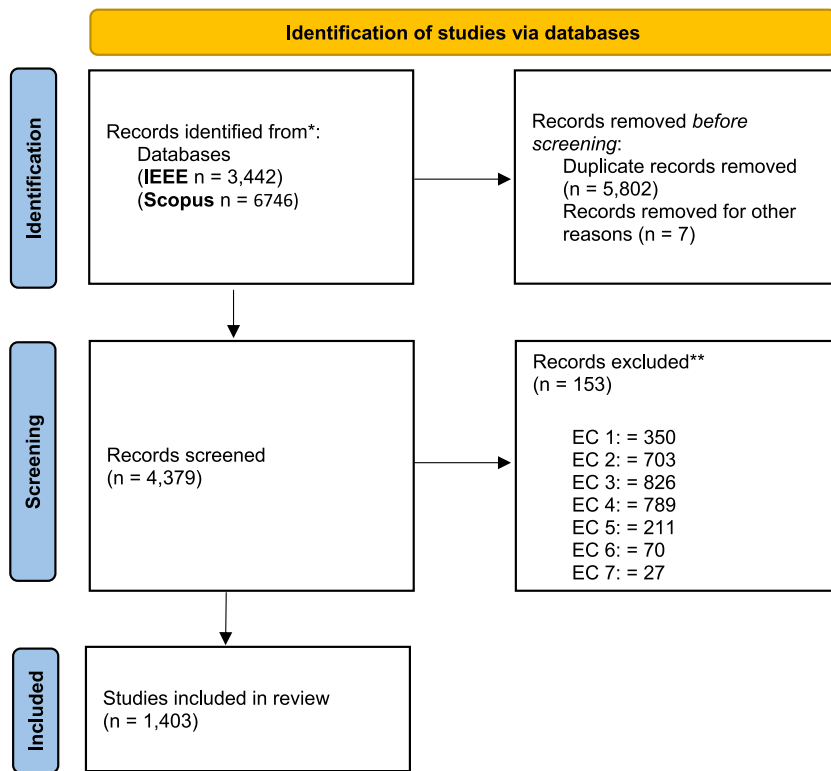 Identification of studies via databases
Identification
Records identified from*:
Databases
(IEEE n = 3,442)
(Scopus n = 6746)
Records removed before
screening:
Duplicate records removed
(n = 5,802)
Records removed for other
reasons (n = 7)
Screening
Records screened
(n = 4,379)
Records excluded**
(n = 153)
EC 1: = 350
EC 2: = 703
EC 3: = 826
EC 4: = 789
EC 5: = 211
EC 6: = 70
EC 7: = 27
Included
Studies included in review
(n = 1,403)